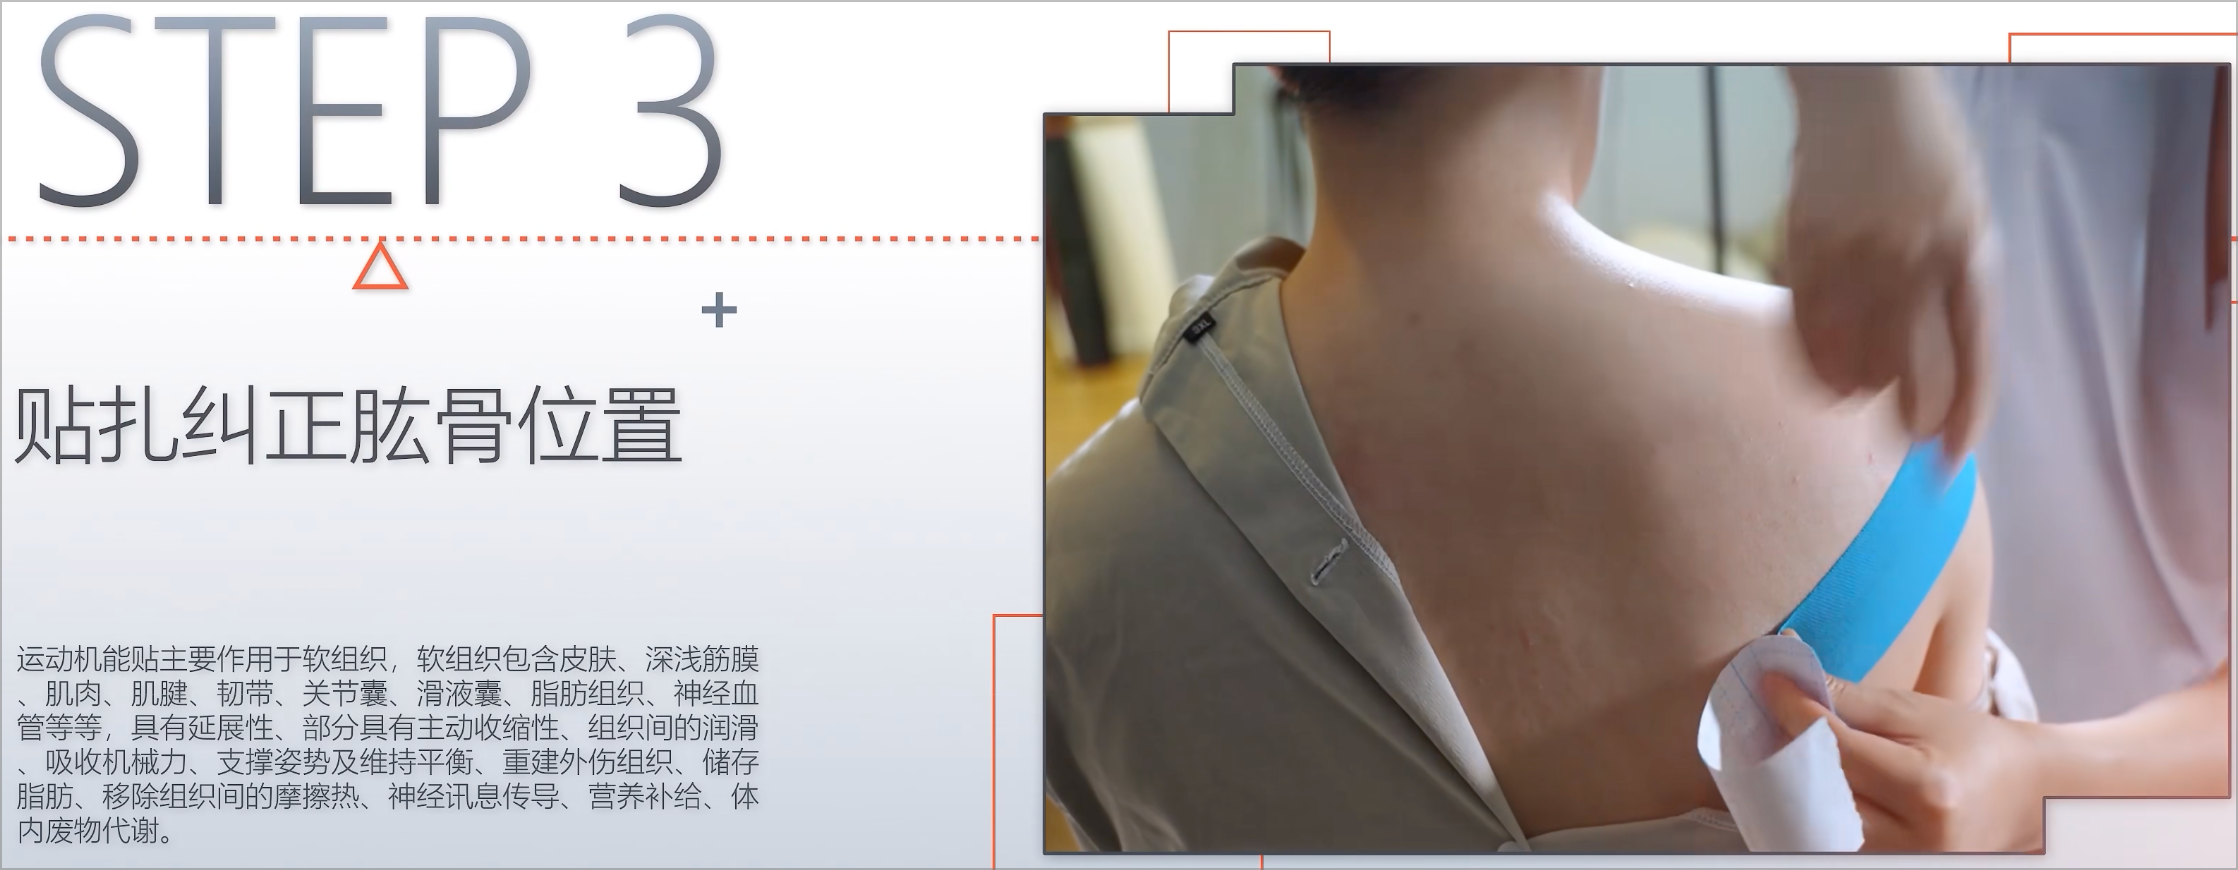 STEP 3
贴扎纠正肱骨位置
运动机能贴主要作用于软组织，软组织包含皮肤、深浅筋膜
、肌肉、肌腱、韧带、关节囊、滑液囊、脂肪组织、神经血
管等等，具有延展性、部分具有主动收缩性、组织间的润滑
、吸收机械力、支撑姿势及维持平衡、重建外伤组织、储存
脂肪、移除组织间的摩擦热、神经讯息传导、营养补给、体
内废物代谢。
3XL